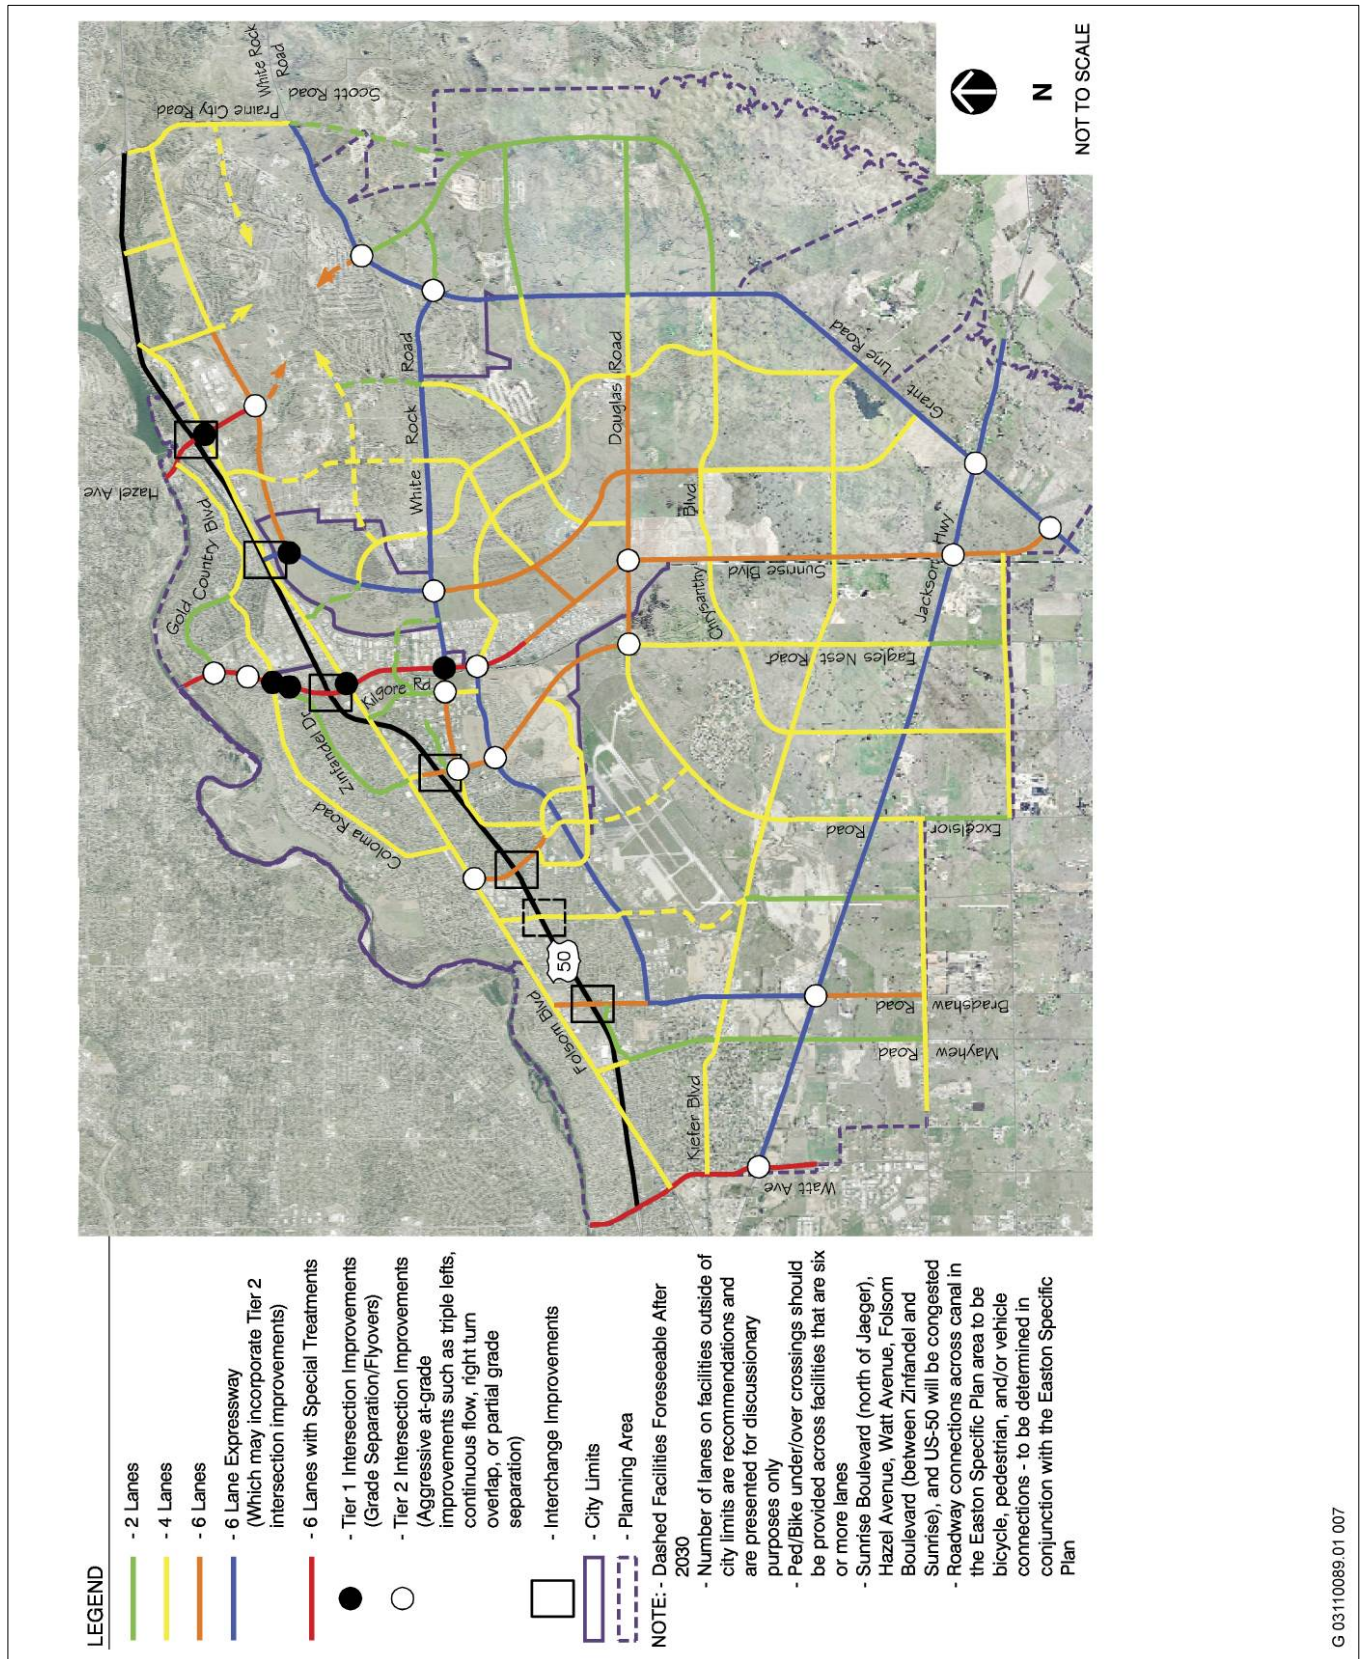 LEGEND
- 2 Lanes
- 4 Lanes
- 6 Lanes
- 6 Lane Expressway
(Which may incorporate Tier 2
intersection improvements)
- 6 Lanes with Special Treatments
- Tier 1 Intersection Improvements
(Grade Separation/Flyovers)
- Tier 2 Intersection Improvements
(Aggressive at-grade
improvements such as triple lefts,
continuous flow, right turn
overlap, or partial grade
separation)
- Interchange Improvements
- City Limits
- Planning Area
NOTE: - Dashed Facilities Foreseeable After
2030
- Number of lanes on facilities outside of
city limits are recommendations and
are presented for discussionary
purposes only
- Ped/Bike under/over crossings should
be provided across facilities that are six
or more lanes
- Sunrise Boulevard (north of Jaeger),
Hazel Avenue, Watt Avenue, Folsom
Boulevard (between Zinfandel and
Sunrise), and US-50 will be congested
- Roadway connections across canal in
the Easton Specific Plan area to be
bicycle, pedestrian, and/or vehicle
connections - to be determined in
conjunction with the Easton Specific
Plan
White Rock
Road
Scott Road
Praine City Road
Hazel Ave
Gold Country Blvd
White Rock Road
Douglas Road
Grant Line Road
Zinfandel Dr
Kilgore Rd
Coloma Road
Chrysanthy Blvd
Sunrise Blvd
Jackson Hwy
Eagles Nest Road
Folsom Blvd
50
Excelsior Road
Bradshaw Road
Mayhew Road
Kiefer Blvd
Watt Ave
N
NOT TO SCALE
G 03110089.01 007